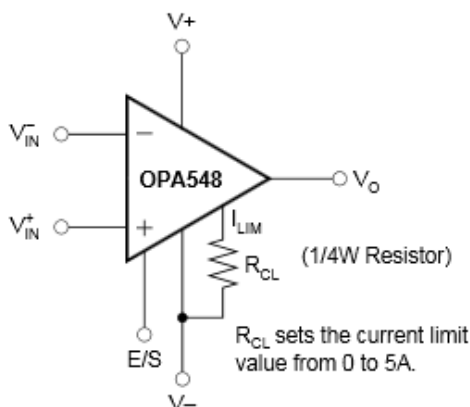 V+
V⁻IN
−
OPA548
VO
V⁺IN
+
ILIM
RCL
(1/4W Resistor)
E/S
RCL sets the current limit
value from 0 to 5A.
V−